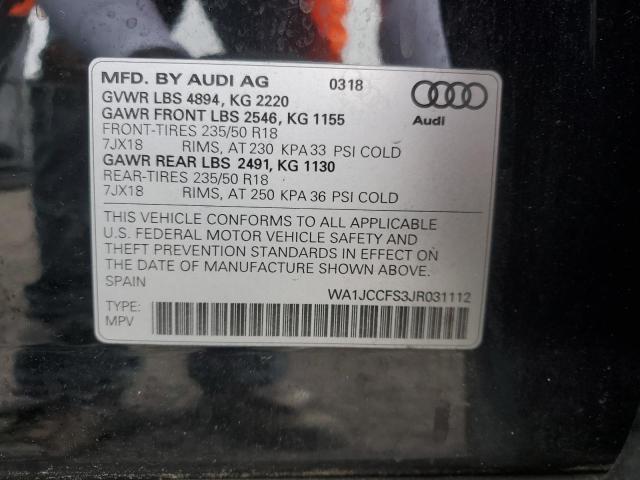 MFD. BY AUDI AG 0318
GVWR LBS 4894, KG 2220
GAWR FRONT LBS 2546, KG 1155
Audi
FRONT-TIRES 235/50 R18
7JX18 RIMS, AT 230 KPA 33 PSI COLD
GAWR REAR LBS 2491, KG 1130
REAR-TIRES 235/50 R18
7JX18 RIMS, AT 250 KPA 36 PSI COLD
THIS VEHICLE CONFORMS TO ALL APPLICABLE
U.S. FEDERAL MOTOR VEHICLE SAFETY AND
THEFT PREVENTION STANDARDS IN EFFECT ON
THE DATE OF MANUFACTURE SHOWN ABOVE.
SPAIN
WA1JCCFS3JR031112
TYPE:
MPV